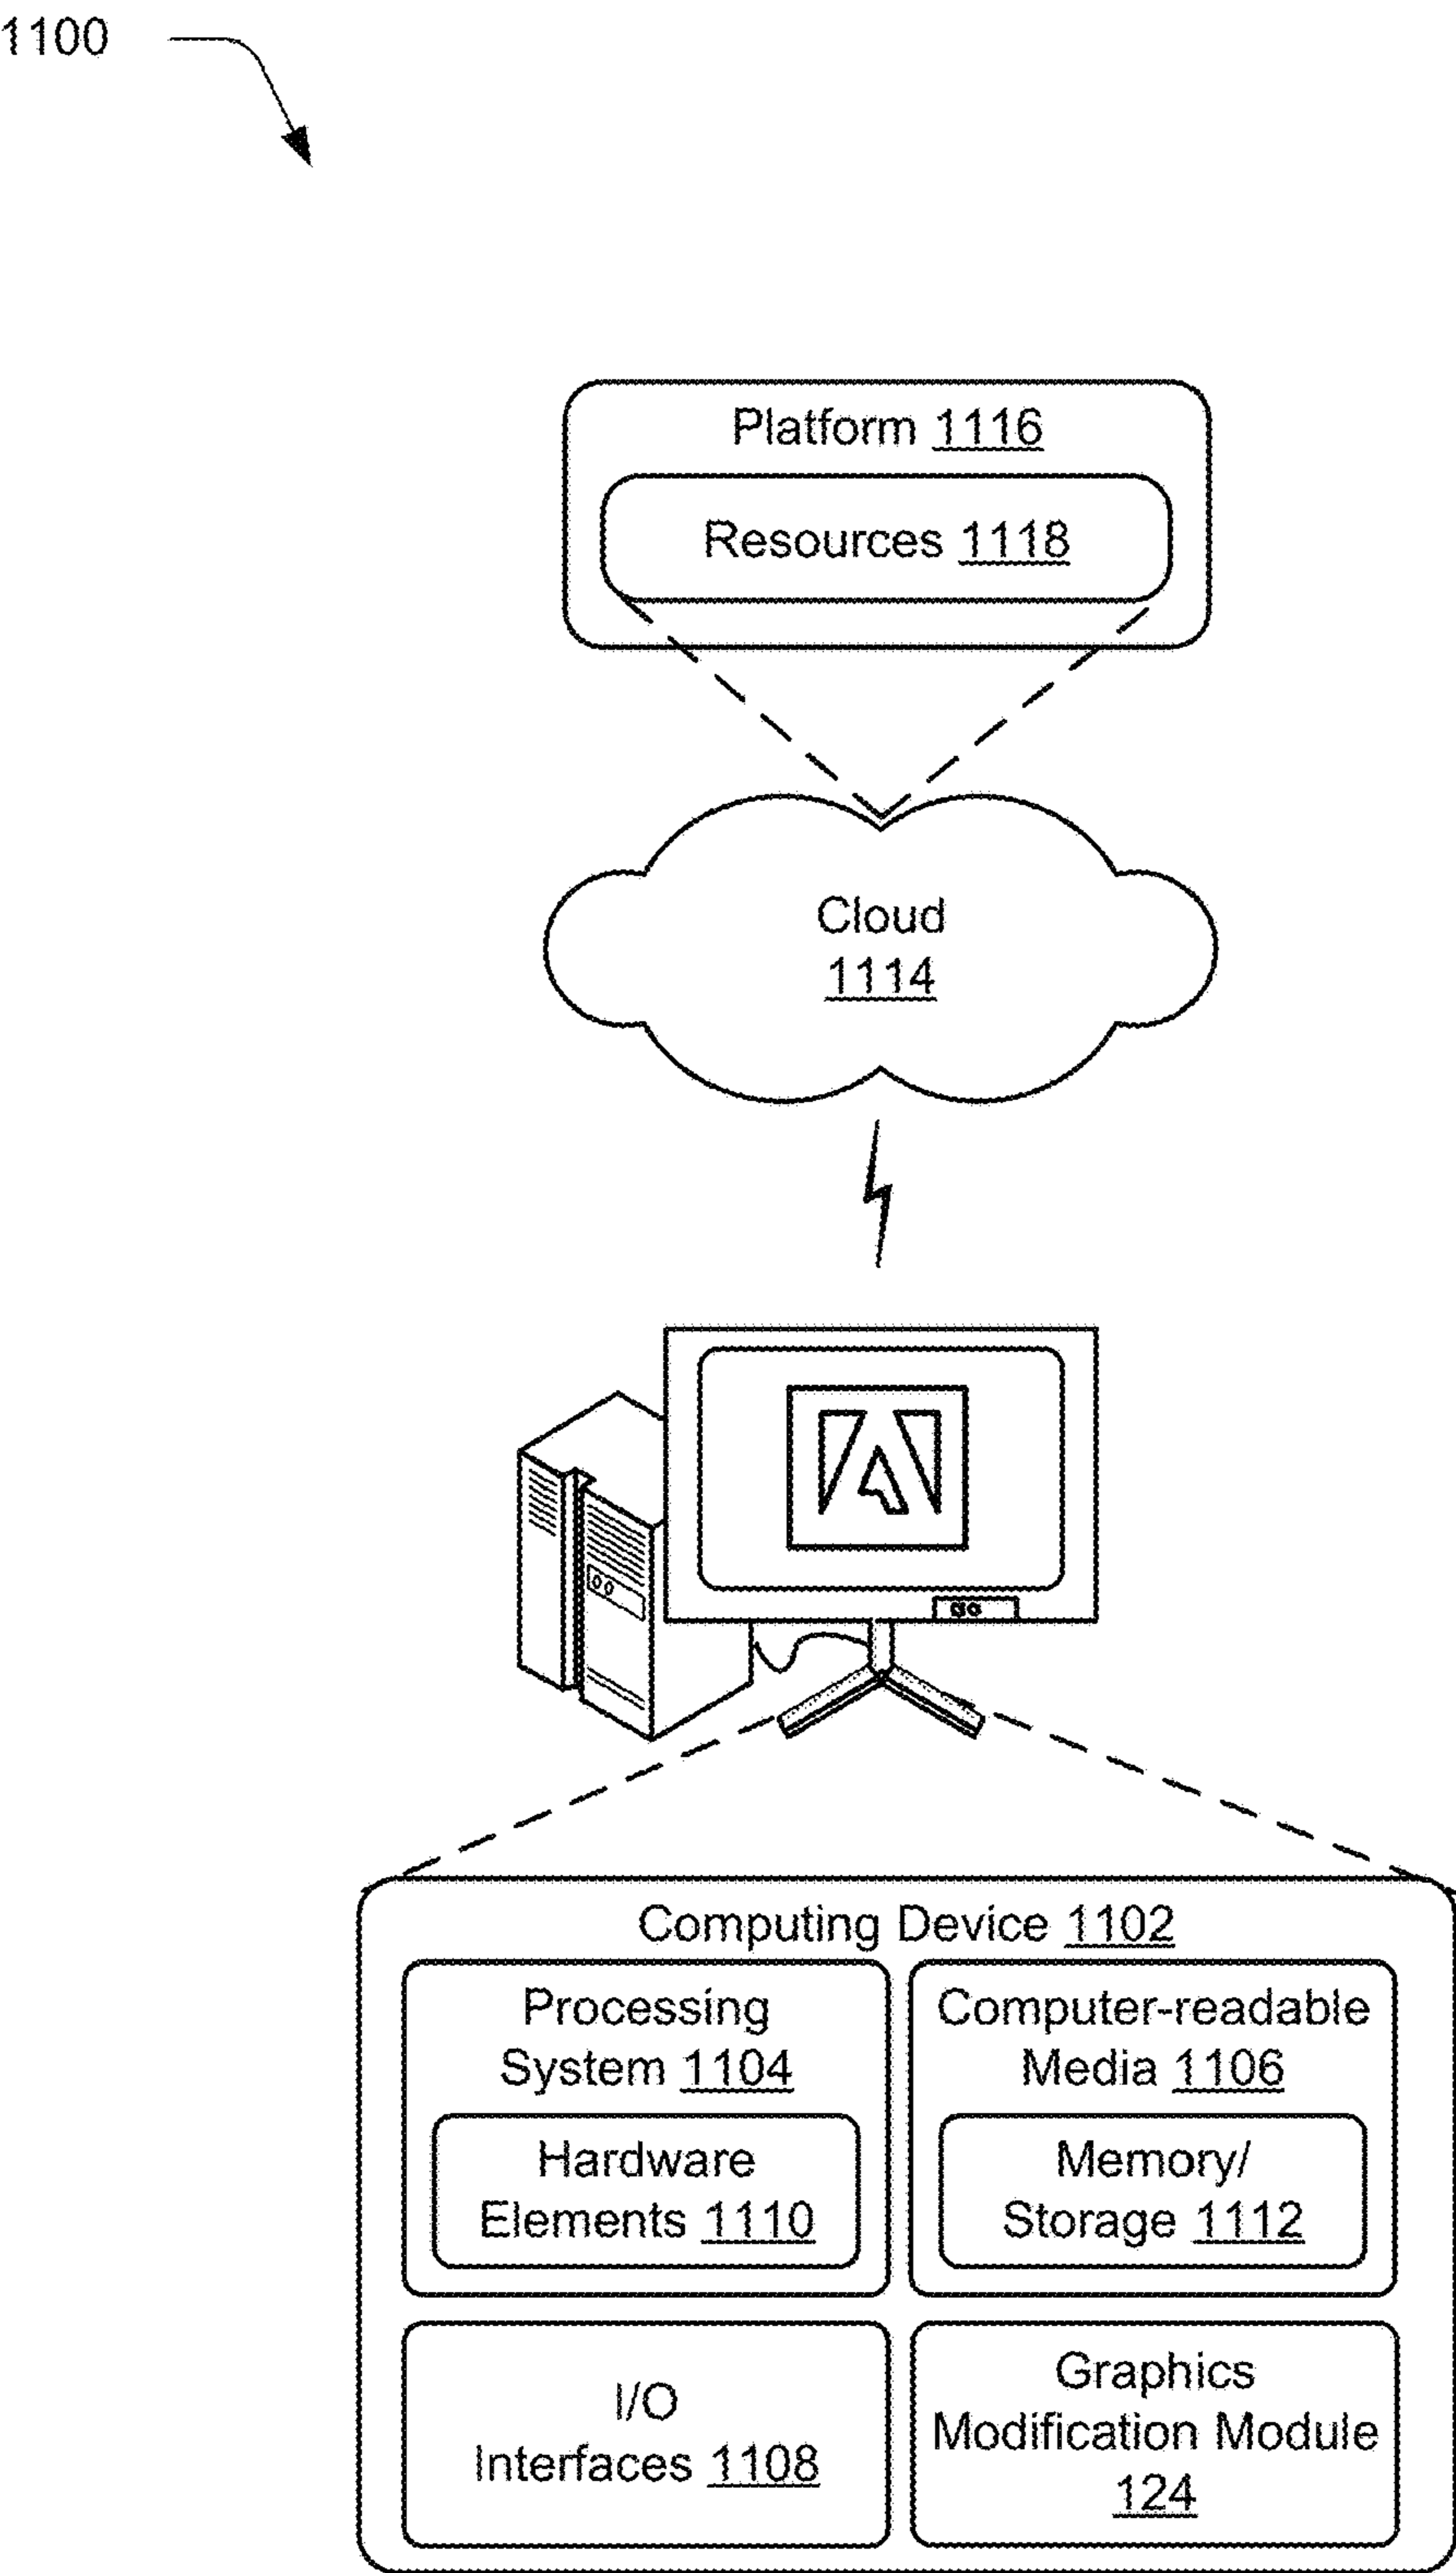 1100
Platform 1116
Resources 1118
Cloud
1114
Computing Device 1102
Processing
System 1104
Hardware
Elements 1110
Computer-readable
Media 1106
Memory/
Storage 1112
I/O
Interfaces 1108
Graphics
Modification Module
124